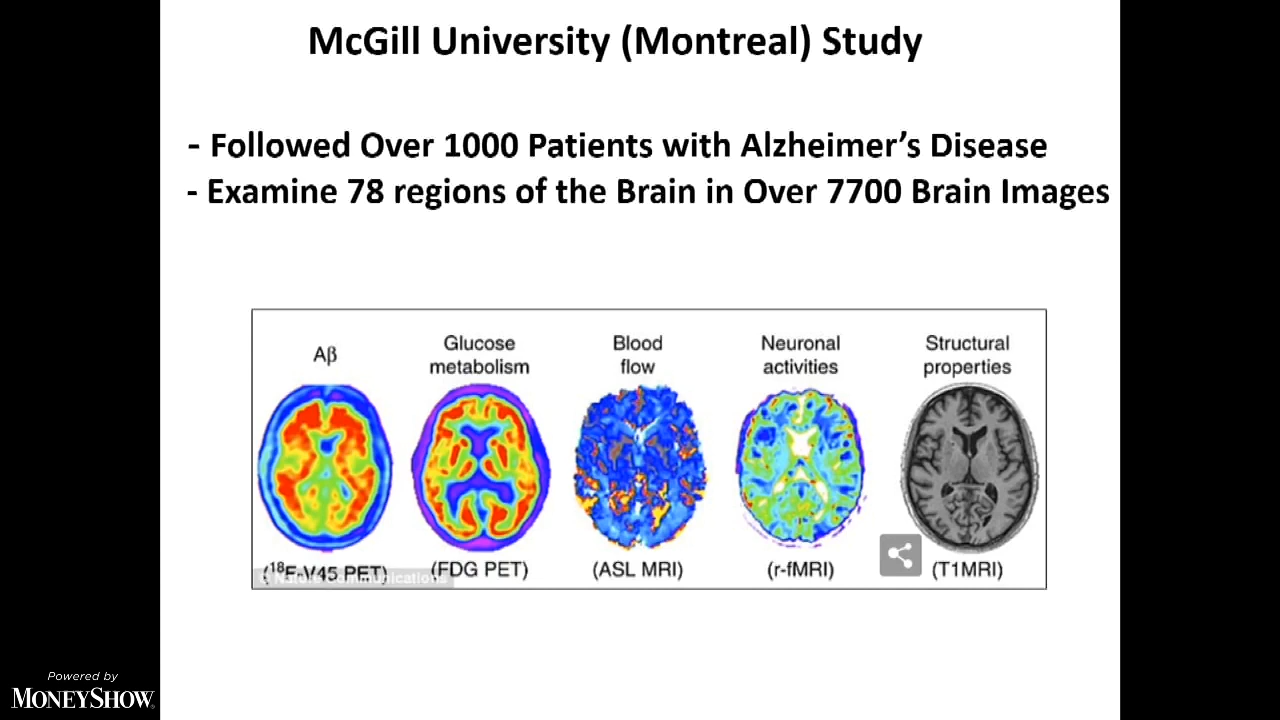 McGill University (Montreal) Study
- Followed Over 1000 Patients with Alzheimer’s Disease
- Examine 78 regions of the Brain in Over 7700 Brain Images
Aβ
Glucose
metabolism
Blood
flow
Neuronal
activities
Structural
properties
(¹⁸F-V45 PET)
(FDG PET)
(ASL MRI)
(r-fMRI)
(T1MRI)
© Nature Communications
Powered by
MONEYSHOW